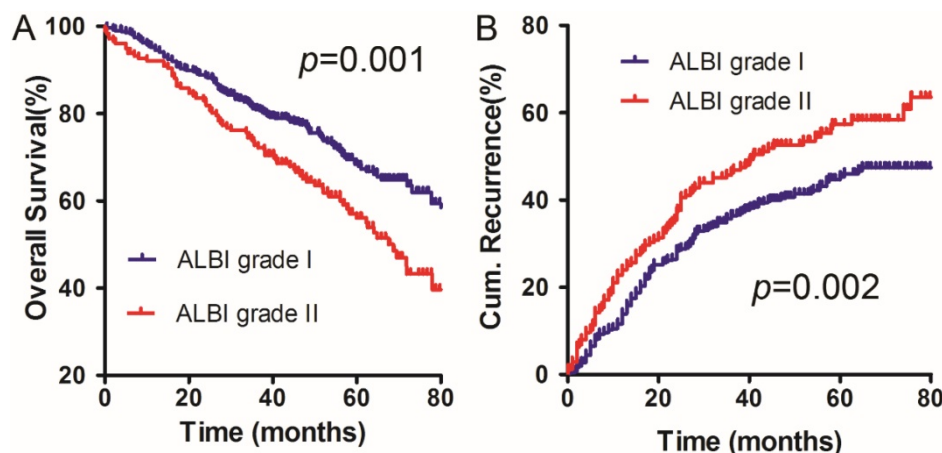 A
100
80
60
40
20
Overall Survival(%)
p=0.001
ALBI grade I
ALBI grade II
0 20 40 60 80
Time (months)
B
80
60
40
20
0
Cum. Recurrence(%)
ALBI grade I
ALBI grade II
p=0.002
0 20 40 60 80
Time (months)